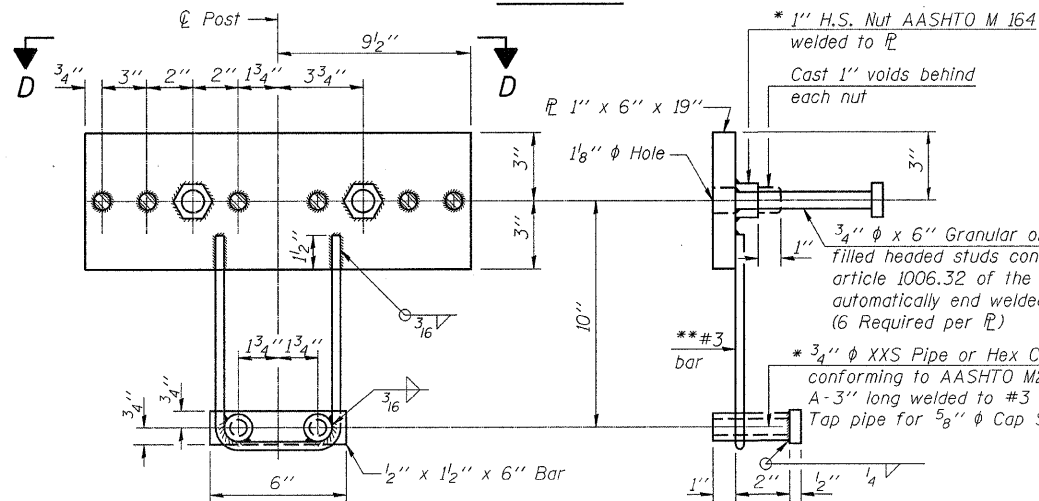 ℄ Post
9½"
D
D
¾"
3"
2"
2"
1¾"
3¾"
3"
3"
1½"
3/16
1¾"
1¾"
3/16
¾"
¾"
6"
½" x 1½" x 6" Bar
10"
* 1" H.S. Nut AASHTO M 164
welded to ⅊
Cast 1" voids behind
each nut
⅊ 1" x 6" x 19"
1⅛" ϕ Hole
3"
1"
¾" ϕ x 6" Granular o
filled headed studs con
article 1006.32 of the
automatically end welded
(6 Required per ⅊)
**#3
bar
* ¾" ϕ XXS Pipe or Hex C
conforming to AASHTO M2
A-3" long welded to #3
Tap pipe for ⅝" ϕ Cap S
1"
2"
½"
¼